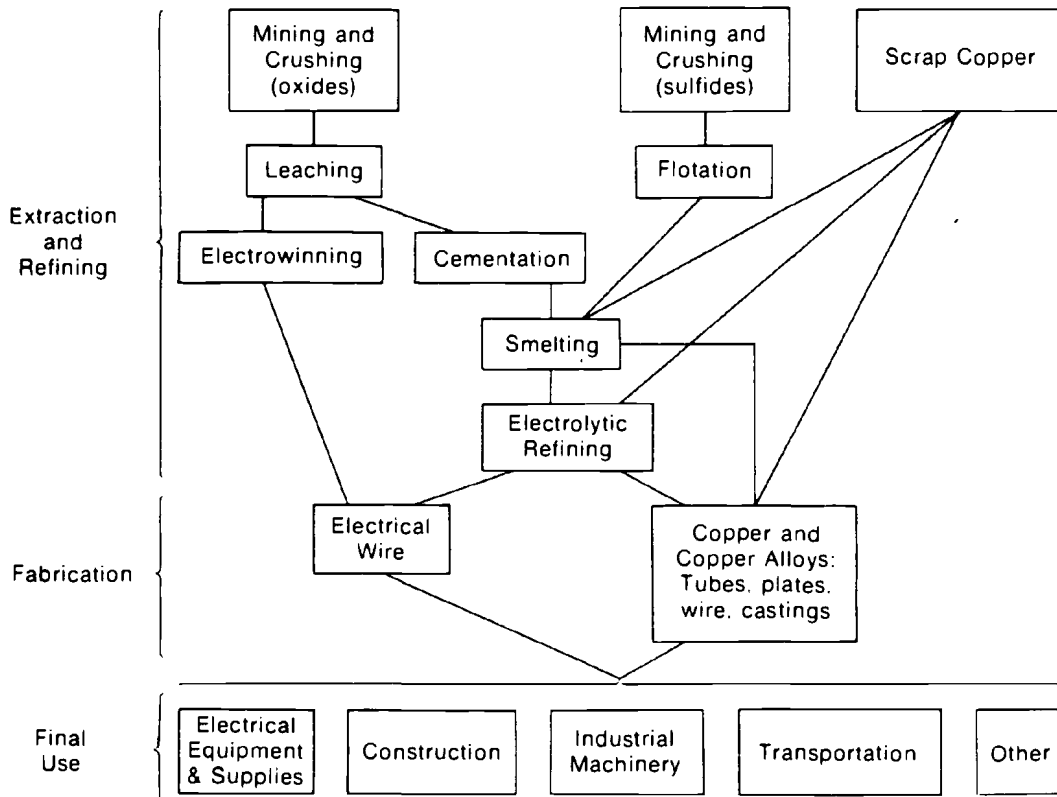 Mining and
Crushing
(oxides)
Mining and
Crushing
(sulfides)
Scrap Copper
Leaching
Flotation
Extraction
and
Refining
Electrowinning
Cementation
Smelting
Electrolytic
Refining
Electrical
Wire
Copper and
Copper Alloys:
Tubes, plates,
wire, castings
Fabrication
Final
Use
Electrical
Equipment
& Supplies
Construction
Industrial
Machinery
Transportation
Other